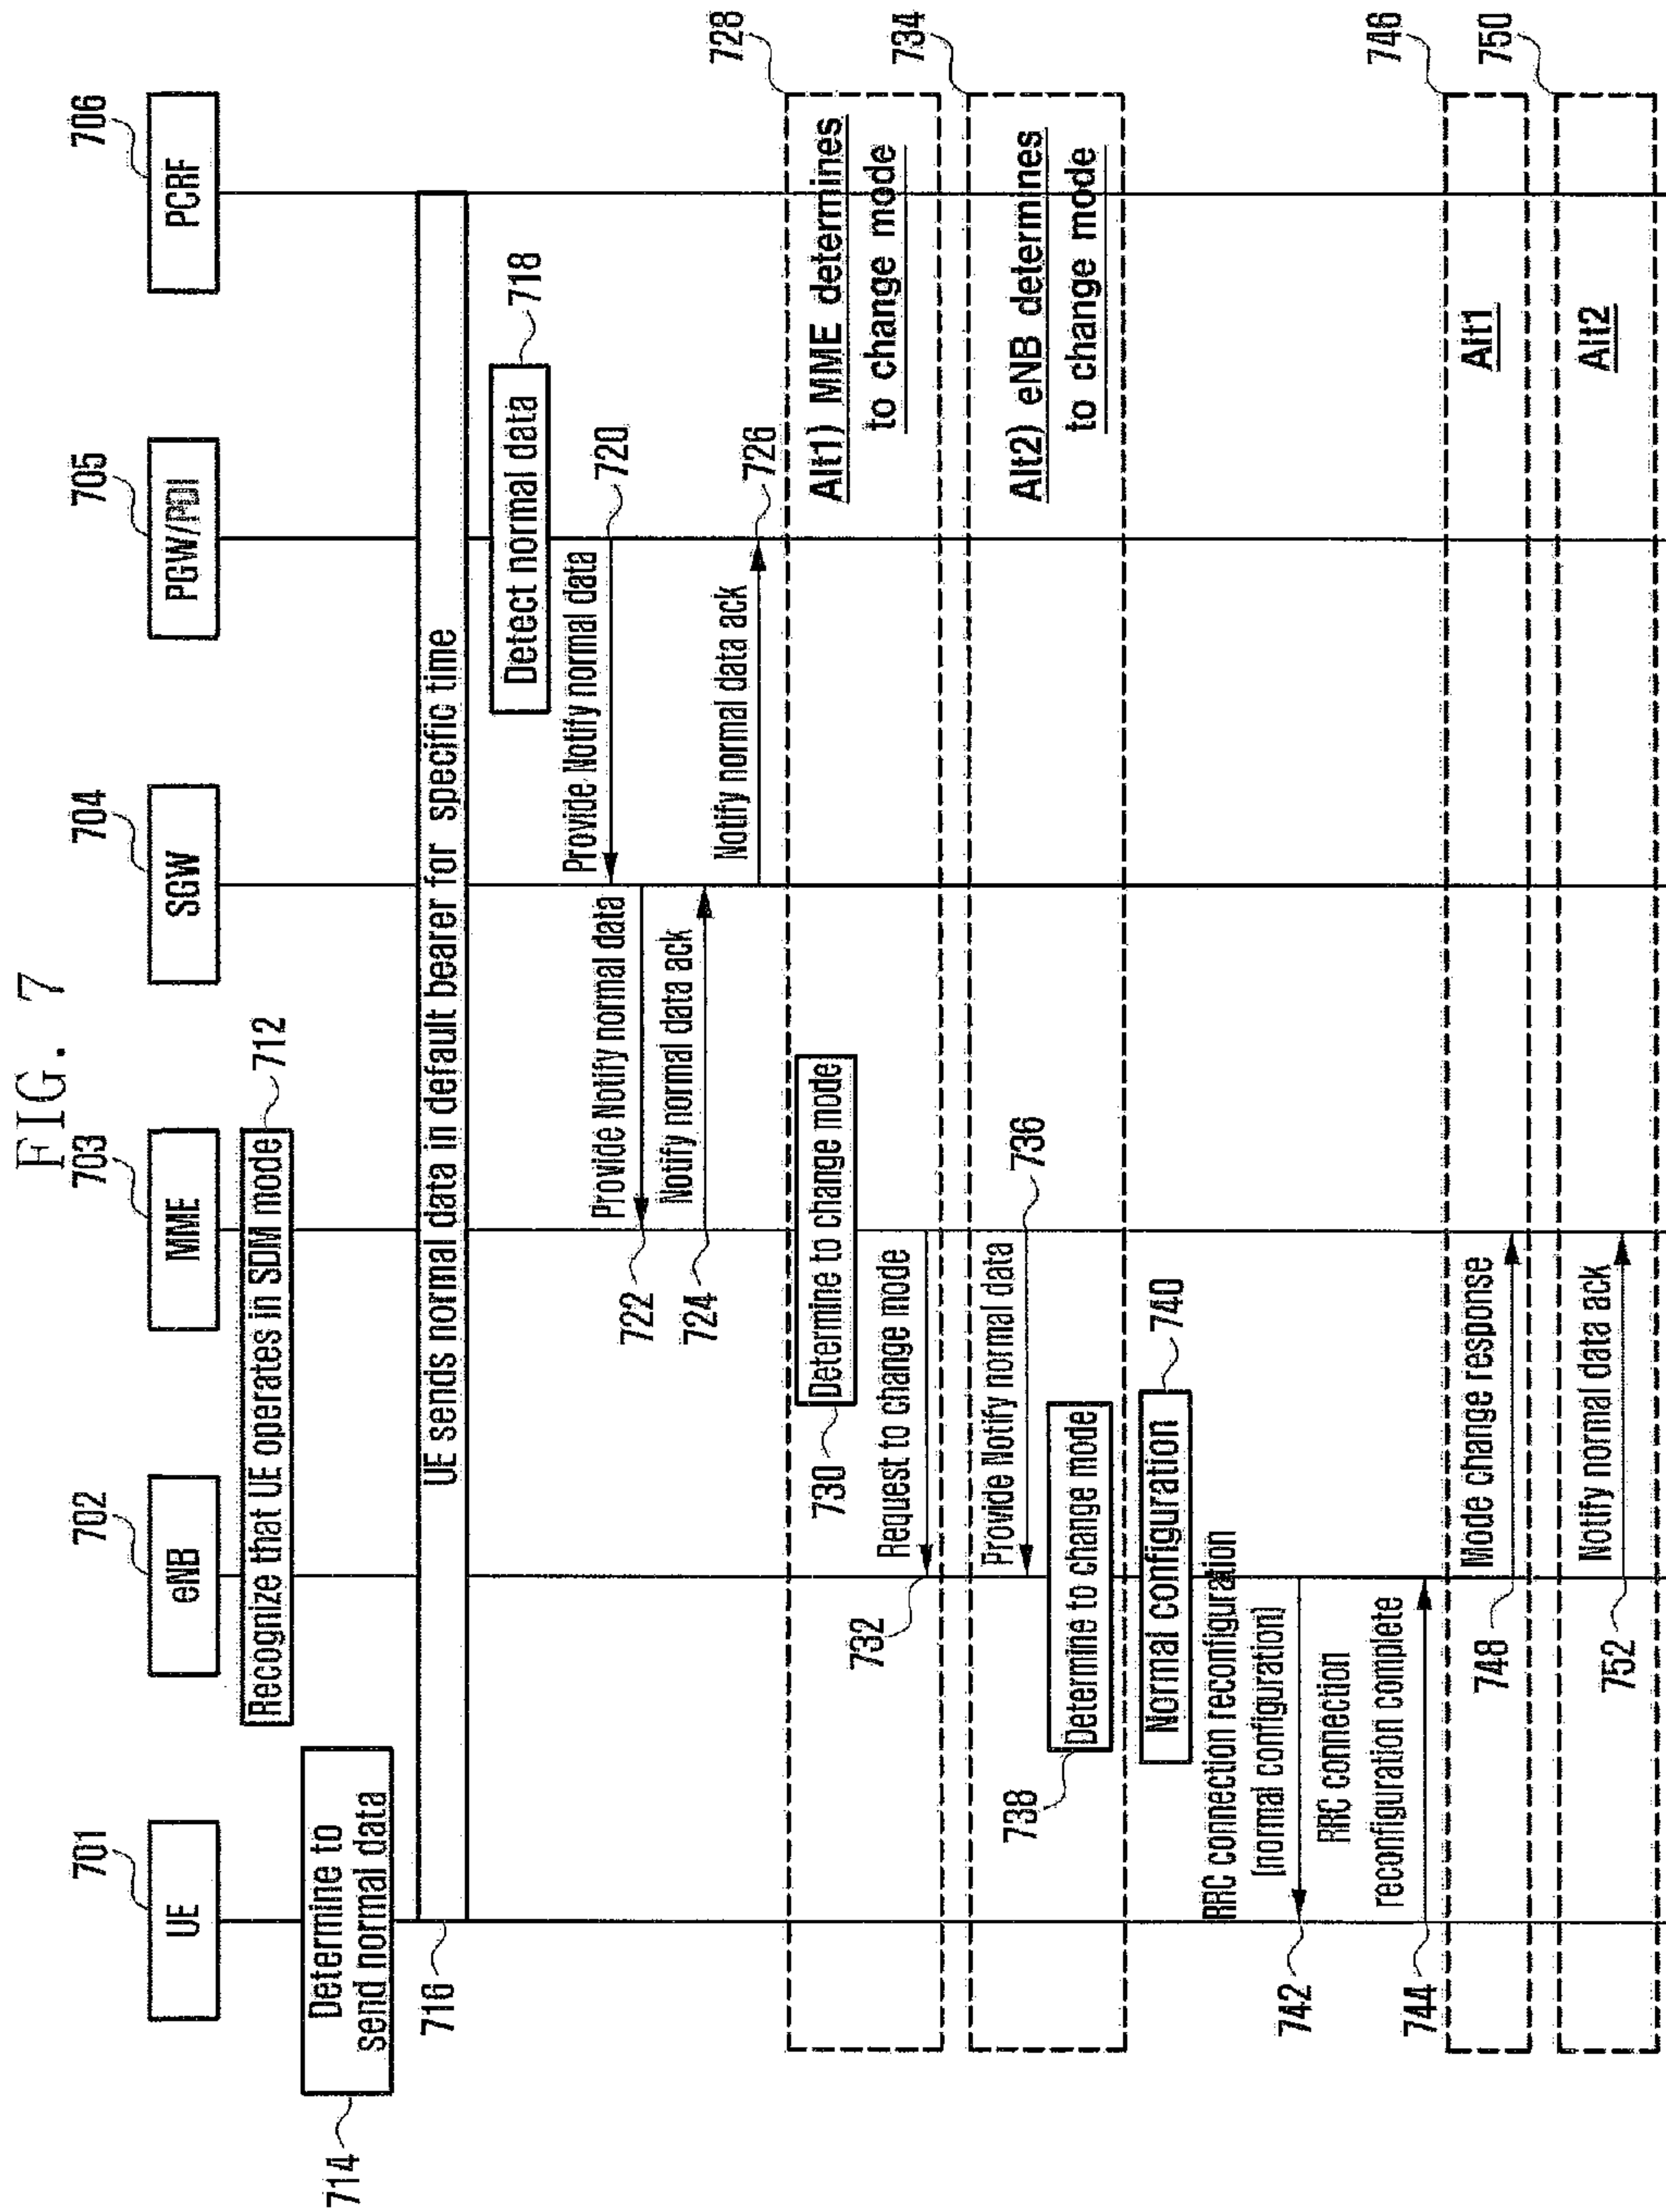 FIG. 7
701
702
703
704
705
706
UE
eNB
MME
SGW
PGW/PDI
PCRF
Recognize that UE operates in SDM mode
712
Determine to
send normal data
714
UE sends normal data in default bearer for specific time
716
Detect normal data
718
Provide Notify normal data
720
Provide Notify normal data
722
Notify normal data ack
724
Notify normal data ack
726
728
Alt1) MME determines
to change mode
Determine to change mode
730
Request to change mode
732
734
Alt2) eNB determines
to change mode
Provide Notify normal data
736
Determine to change mode
738
Normal configuration
740
RRC connection reconfiguration
(normal configuration)
742
RRC connection
reconfiguration complete
744
746
Alt1
Mode change response
748
750
Alt2
Notify normal data ack
752